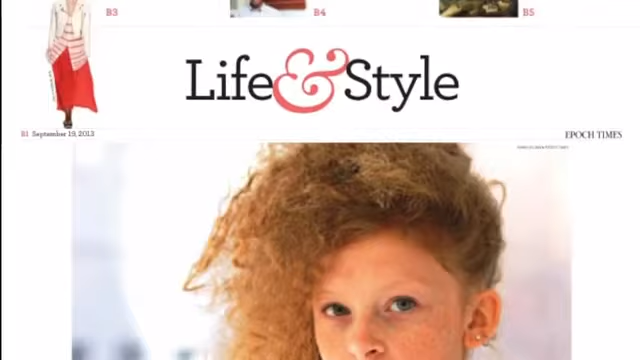 B3
B4
B5
Life&Style
B1 September 19, 2013
EPOCH TIMES